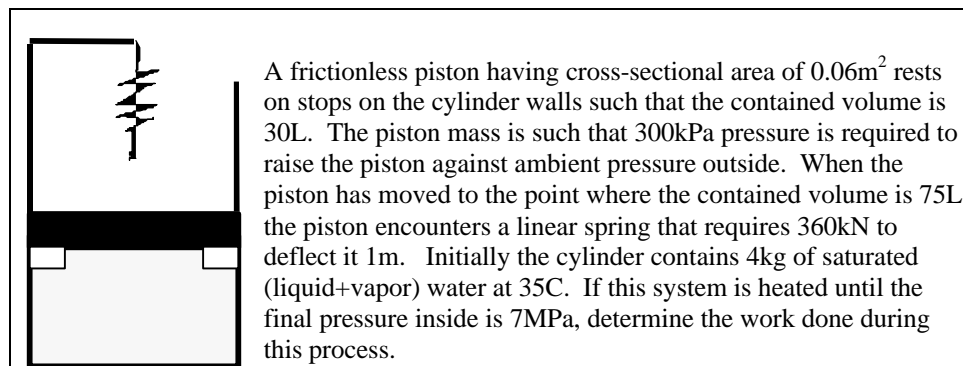 A frictionless piston having cross-sectional area of 0.06m² rests
on stops on the cylinder walls such that the contained volume is
30L. The piston mass is such that 300kPa pressure is required to
raise the piston against ambient pressure outside. When the
piston has moved to the point where the contained volume is 75L
the piston encounters a linear spring that requires 360kN to
deflect it 1m. Initially the cylinder contains 4kg of saturated
(liquid+vapor) water at 35C. If this system is heated until the
final pressure inside is 7MPa, determine the work done during
this process.